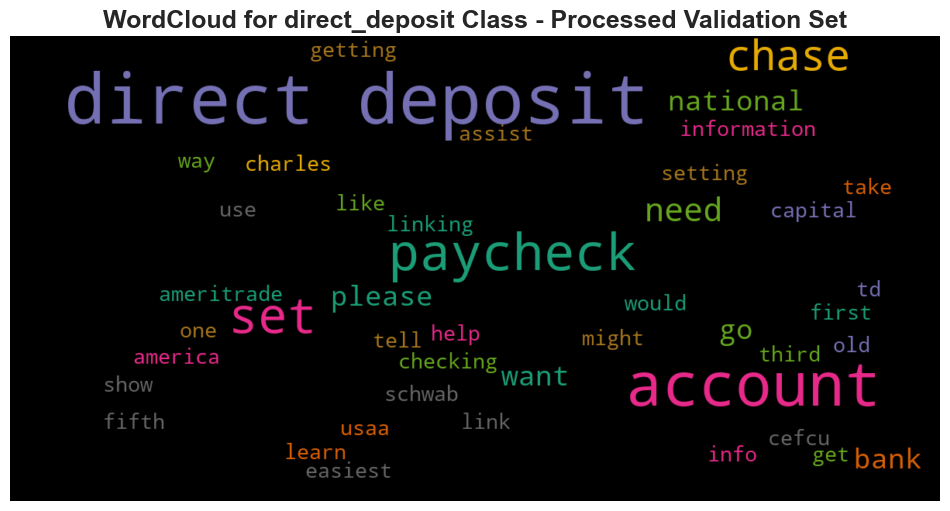 WordCloud for direct_deposit Class - Processed Validation Set
getting
chase
direct deposit
national
assist
information
way
charles
setting
take
use
like
linking
need
capital
paycheck
ameritrade
please
would
td
set
first
one
tell
help
might
go
old
america
checking
third
want
show
schwab
account
fifth
usaa
link
cefcu
learn
info
get
bank
easiest